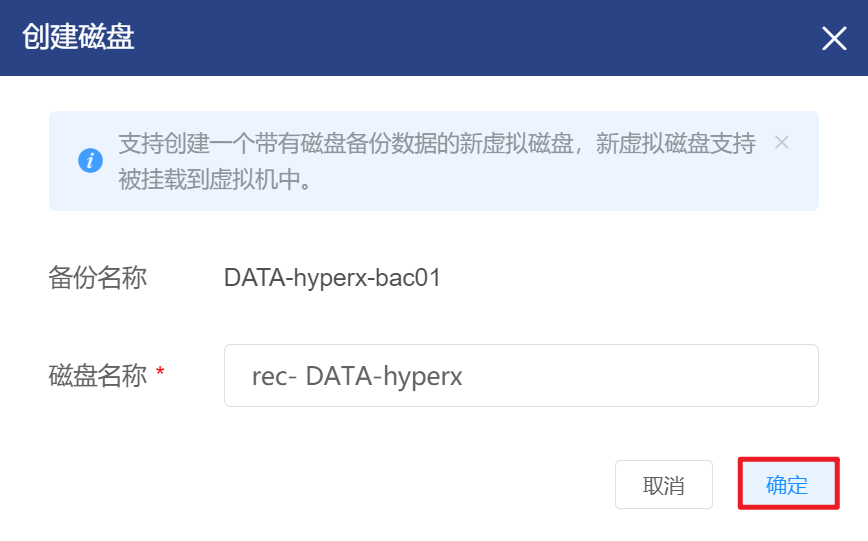 创建磁盘
支持创建一个带有磁盘备份数据的新虚拟磁盘，新虚拟磁盘支持
被挂载到虚拟机中。
备份名称 DATA-hyperx-bac01
磁盘名称 * rec- DATA-hyperx
取消 确定